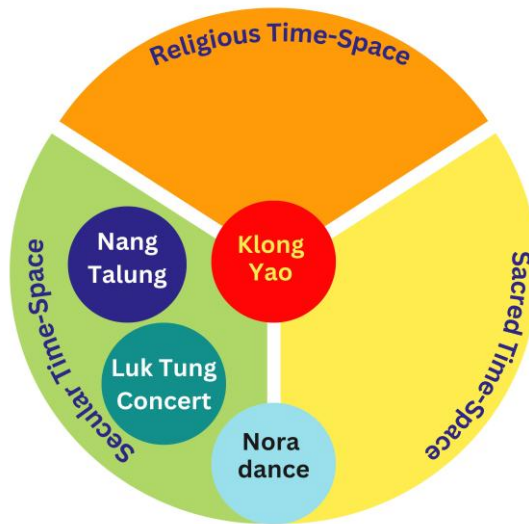 Religious Time-Space
Klong
Yao
Nang
Talung
Luk Tung
Concert
Nora
dance
Secular Time-Space
Sacred Time-Space